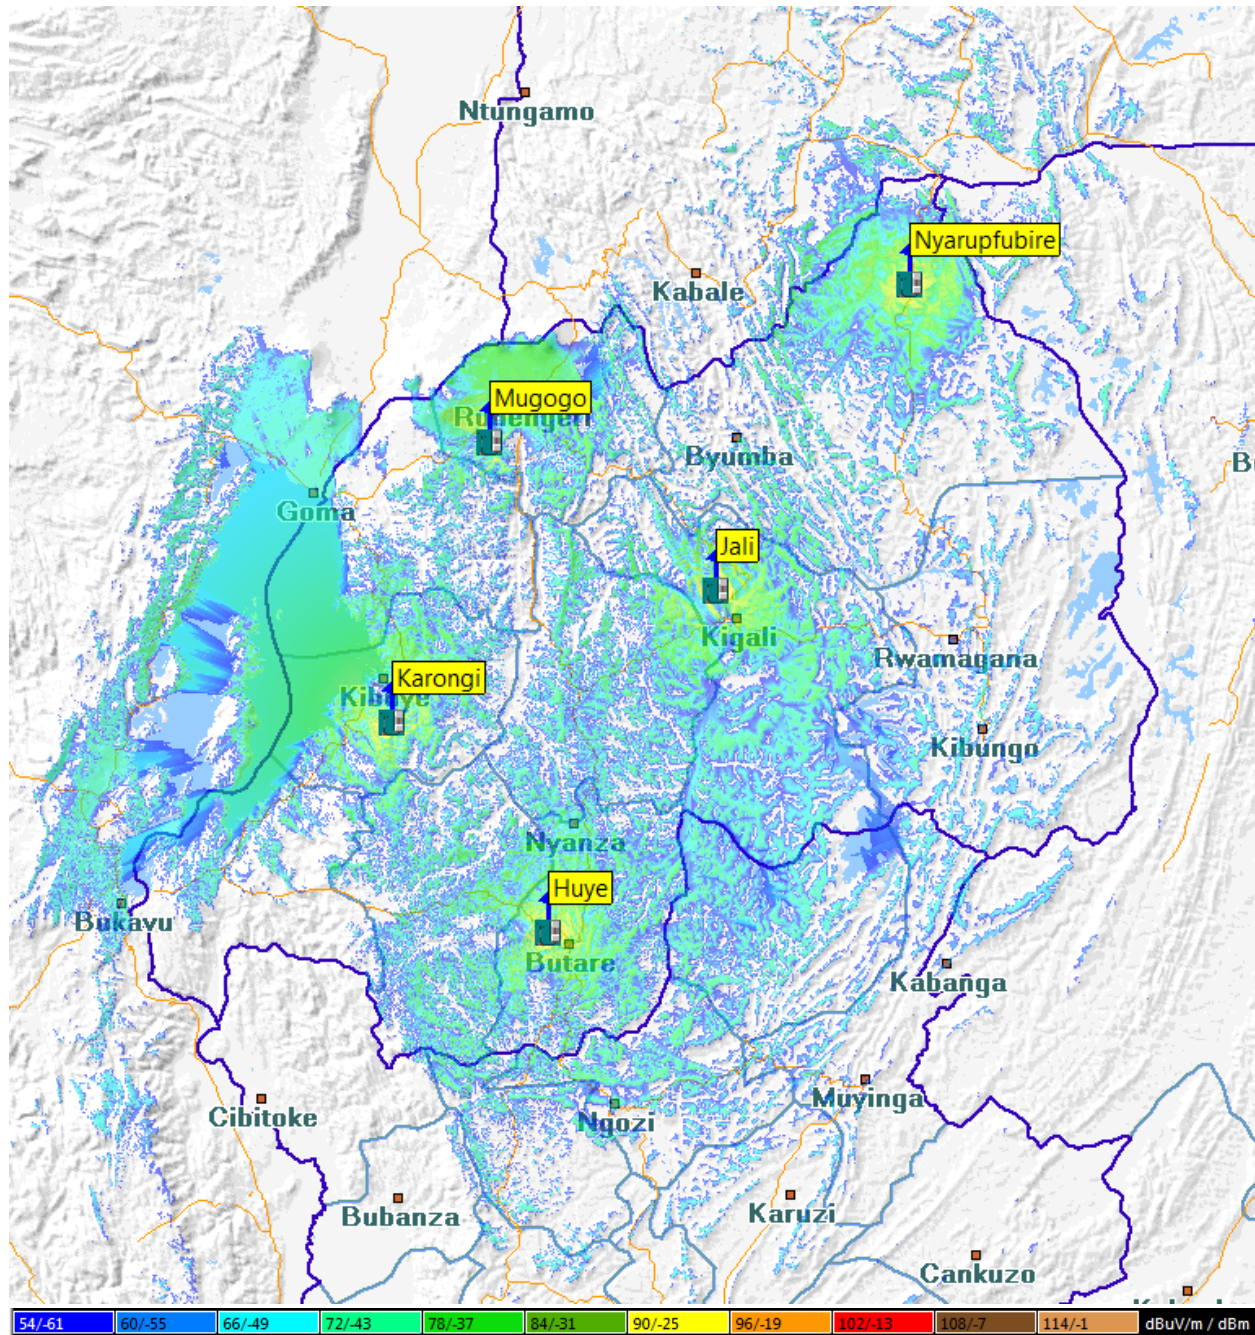 Ntungamo
Nyarupfubire
Kabale
Mugogo
Ruhengeri
Byumba
Goma
Jali
Kigali
Rwamagana
Karongi
Kibuye
Kibungo
Nyanza
Huye
Bukavu
Butare
Kabanga
Muyinga
Cibitoke
Ngozi
Bubanza
Karuzi
Cankuzo
54/-61 60/-55 66/-49 72/-43 78/-37 84/-31 90/-25 96/-19 102/-13 108/-7 114/-1 dBuV/m / dBm